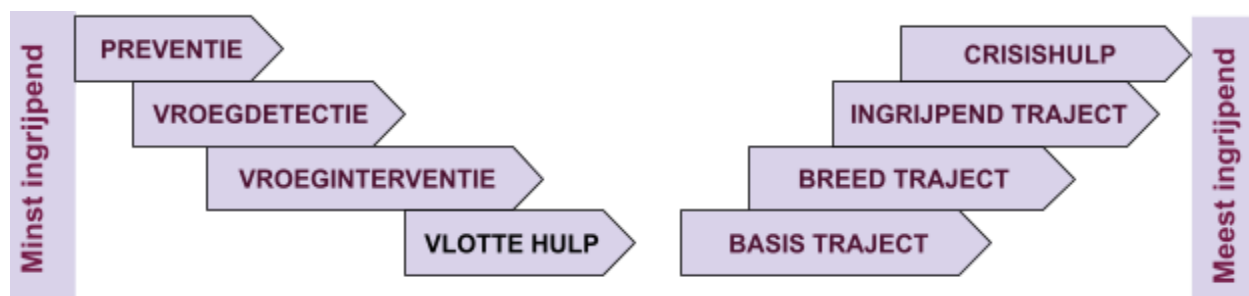 Minst ingrijpend
PREVENTIE
VROEGDETECTIE
VROEGINTERVENTIE
VLOTTE HULP
BASIS TRAJECT
BREED TRAJECT
INGRIJPEND TRAJECT
CRISISHULP
Meest ingrijpend